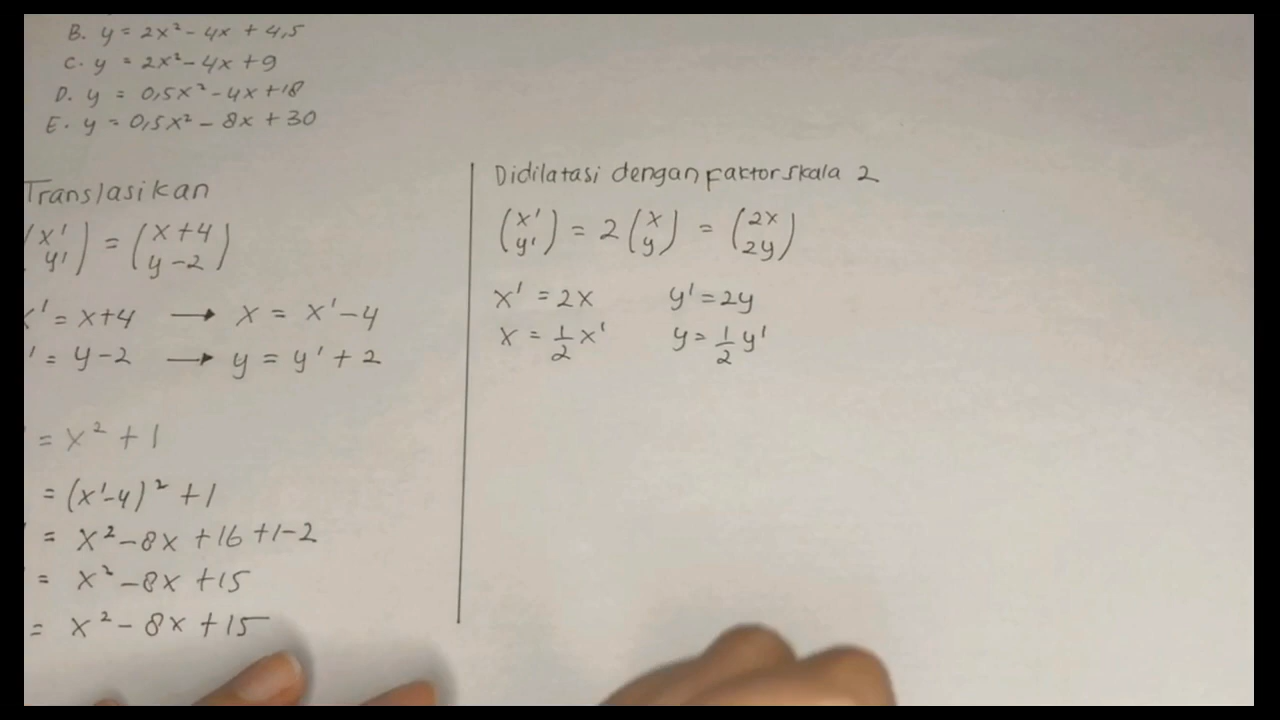 B. y = 2x² - 4x + 4,5
C. y = 2x² - 4x + 9
D. y = 0,5x² - 4x + 18
E. y = 0,5x² - 8x + 30
Translasikan
(x' y') = (x+4 y-2)
x' = x+4 → x = x'-4
' = y-2 → y = y' + 2
= x² + 1
= (x'-4)² + 1
= x² - 8x + 16 + 1 - 2
= x² - 8x + 15
= x² - 8x + 15
Didilatasi dengan faktor skala 2
(x' y') = 2 (x y) = (2x 2y)
x' = 2x y' = 2y
x = 1/2 x' y = 1/2 y'